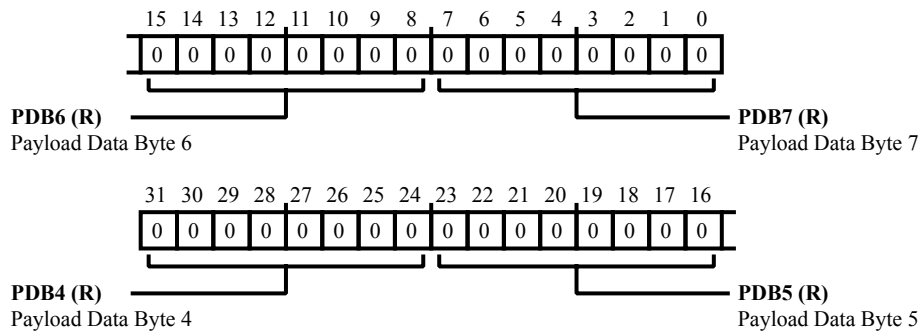 15 14 13 12 11 10 9 8 7 6 5 4 3 2 1 0
0 0 0 0 0 0 0 0 0 0 0 0 0 0 0 0
PDB6 (R) PDB7 (R)
Payload Data Byte 6 Payload Data Byte 7
31 30 29 28 27 26 25 24 23 22 21 20 19 18 17 16
0 0 0 0 0 0 0 0 0 0 0 0 0 0 0 0
PDB4 (R) PDB5 (R)
Payload Data Byte 4 Payload Data Byte 5